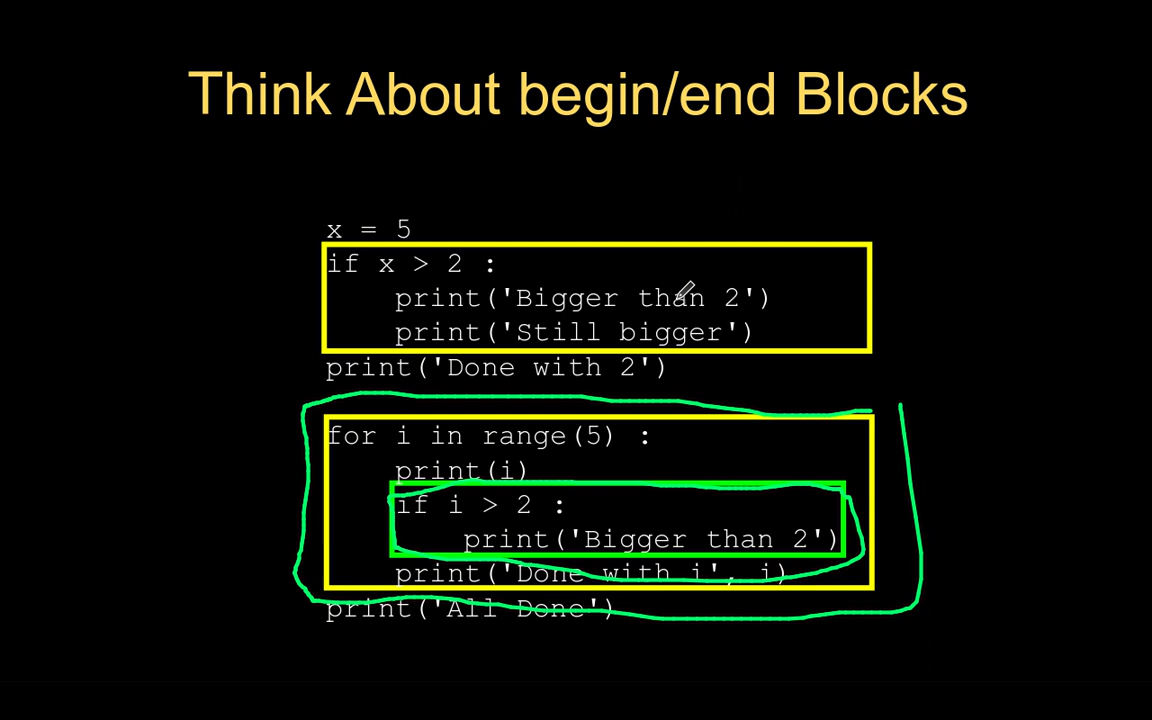 Think About begin/end Blocks
x = 5
if x > 2 :
    print('Bigger than 2')
    print('Still bigger')
print('Done with 2')
for i in range(5) :
    print(i)
    if i > 2 :
        print('Bigger than 2')
    print('Done with i', i)
print('All Done')